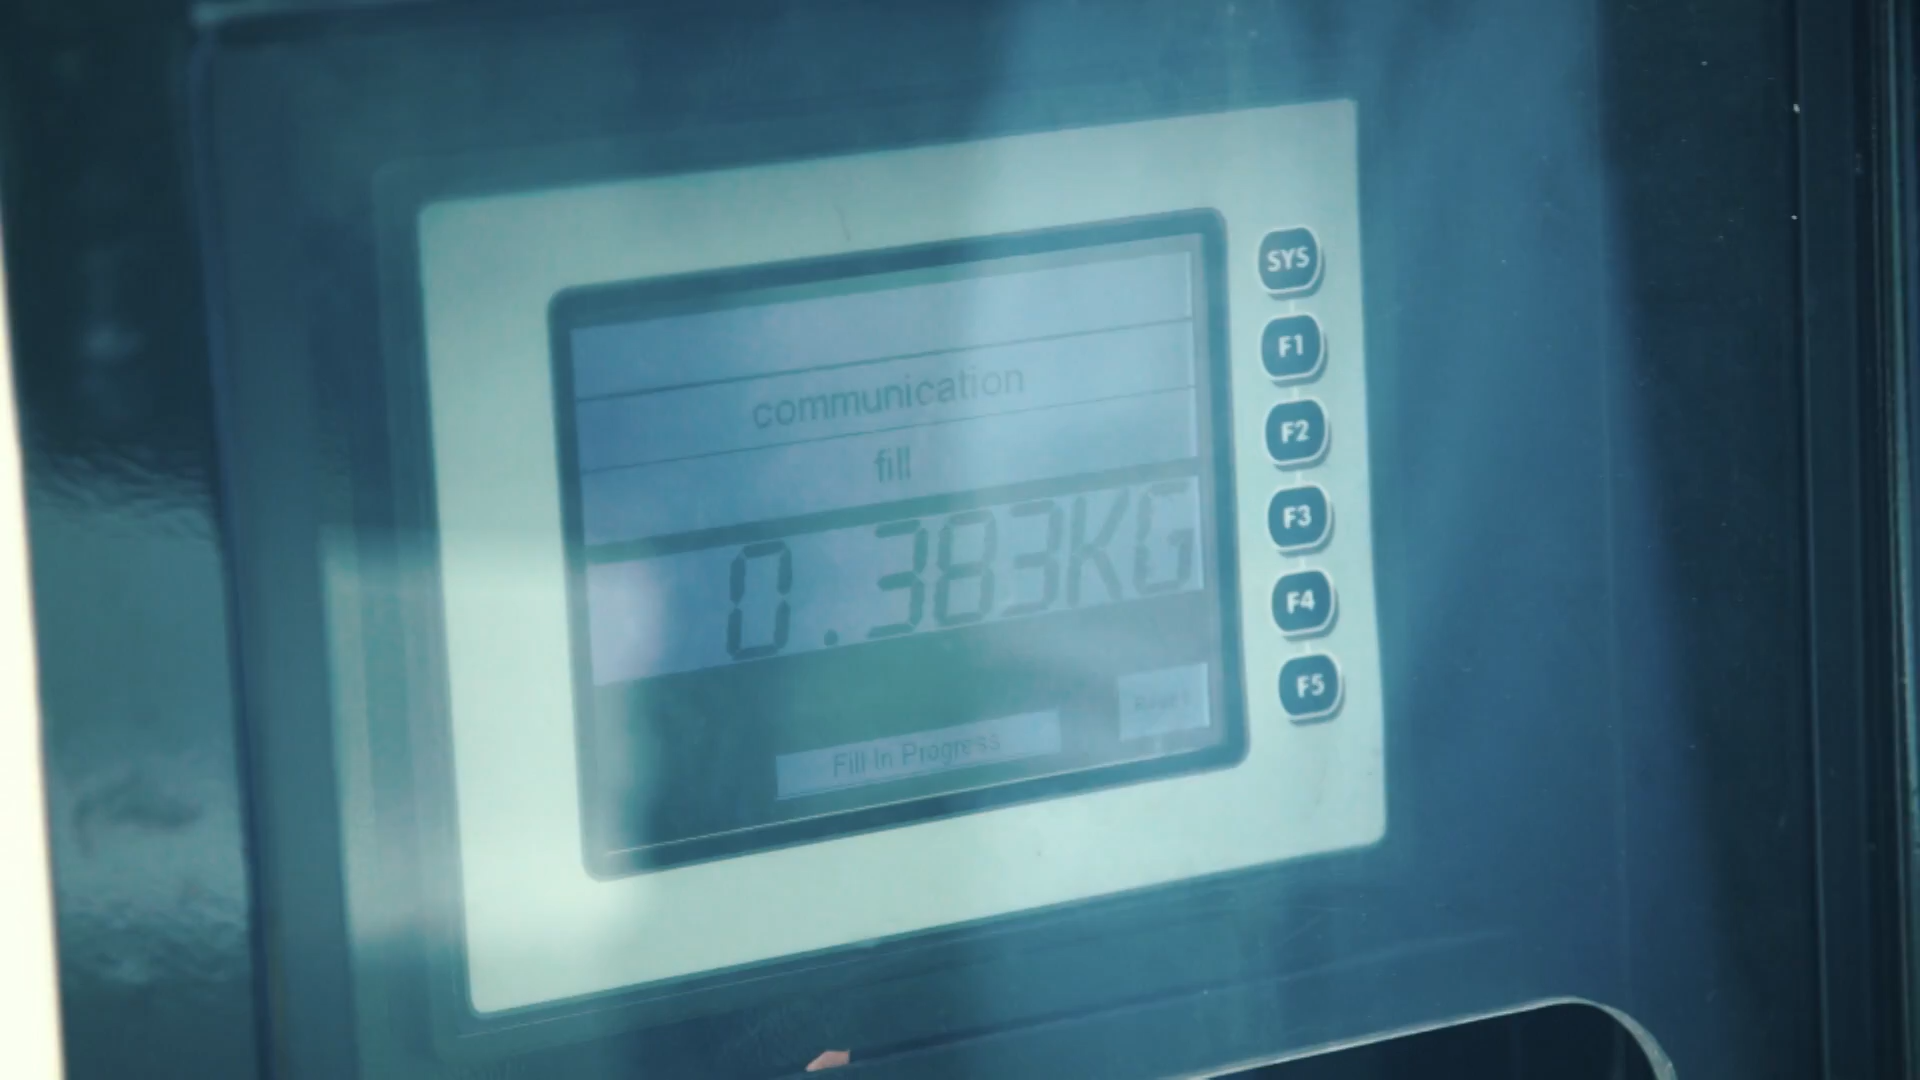 communication
fill
0.383KG
Fill In Progress
SYS
F1
F2
F3
F4
F5